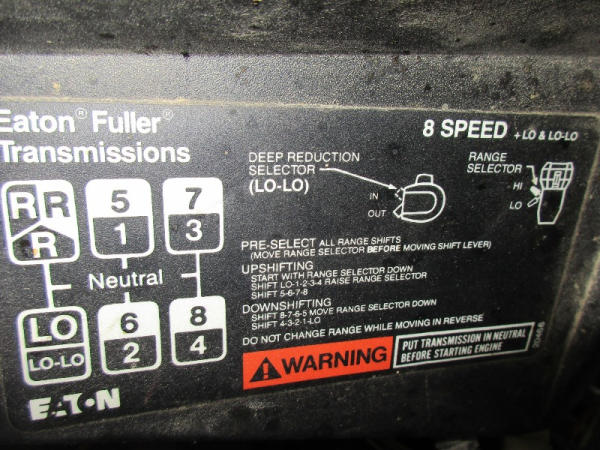 Eaton® Fuller®
Transmissions
8 SPEED + LO & LO-LO
DEEP REDUCTION
SELECTOR
(LO-LO)
IN
OUT
RANGE
SELECTOR
HI
LO
R R
R
5
1
7
3
Neutral
LO
LO-LO
6
2
8
4
PRE-SELECT ALL RANGE SHIFTS
(MOVE RANGE SELECTOR BEFORE MOVING SHIFT LEVER)
UPSHIFTING
START WITH RANGE SELECTOR DOWN
SHIFT LO-1-2-3-4 RAISE RANGE SELECTOR
SHIFT 5-6-7-8
DOWNSHIFTING
SHIFT 8-7-6-5 MOVE RANGE SELECTOR DOWN
SHIFT 4-3-2-1-LO
DO NOT CHANGE RANGE WHILE MOVING IN REVERSE
WARNING
PUT TRANSMISSION IN NEUTRAL
BEFORE STARTING ENGINE
EATON